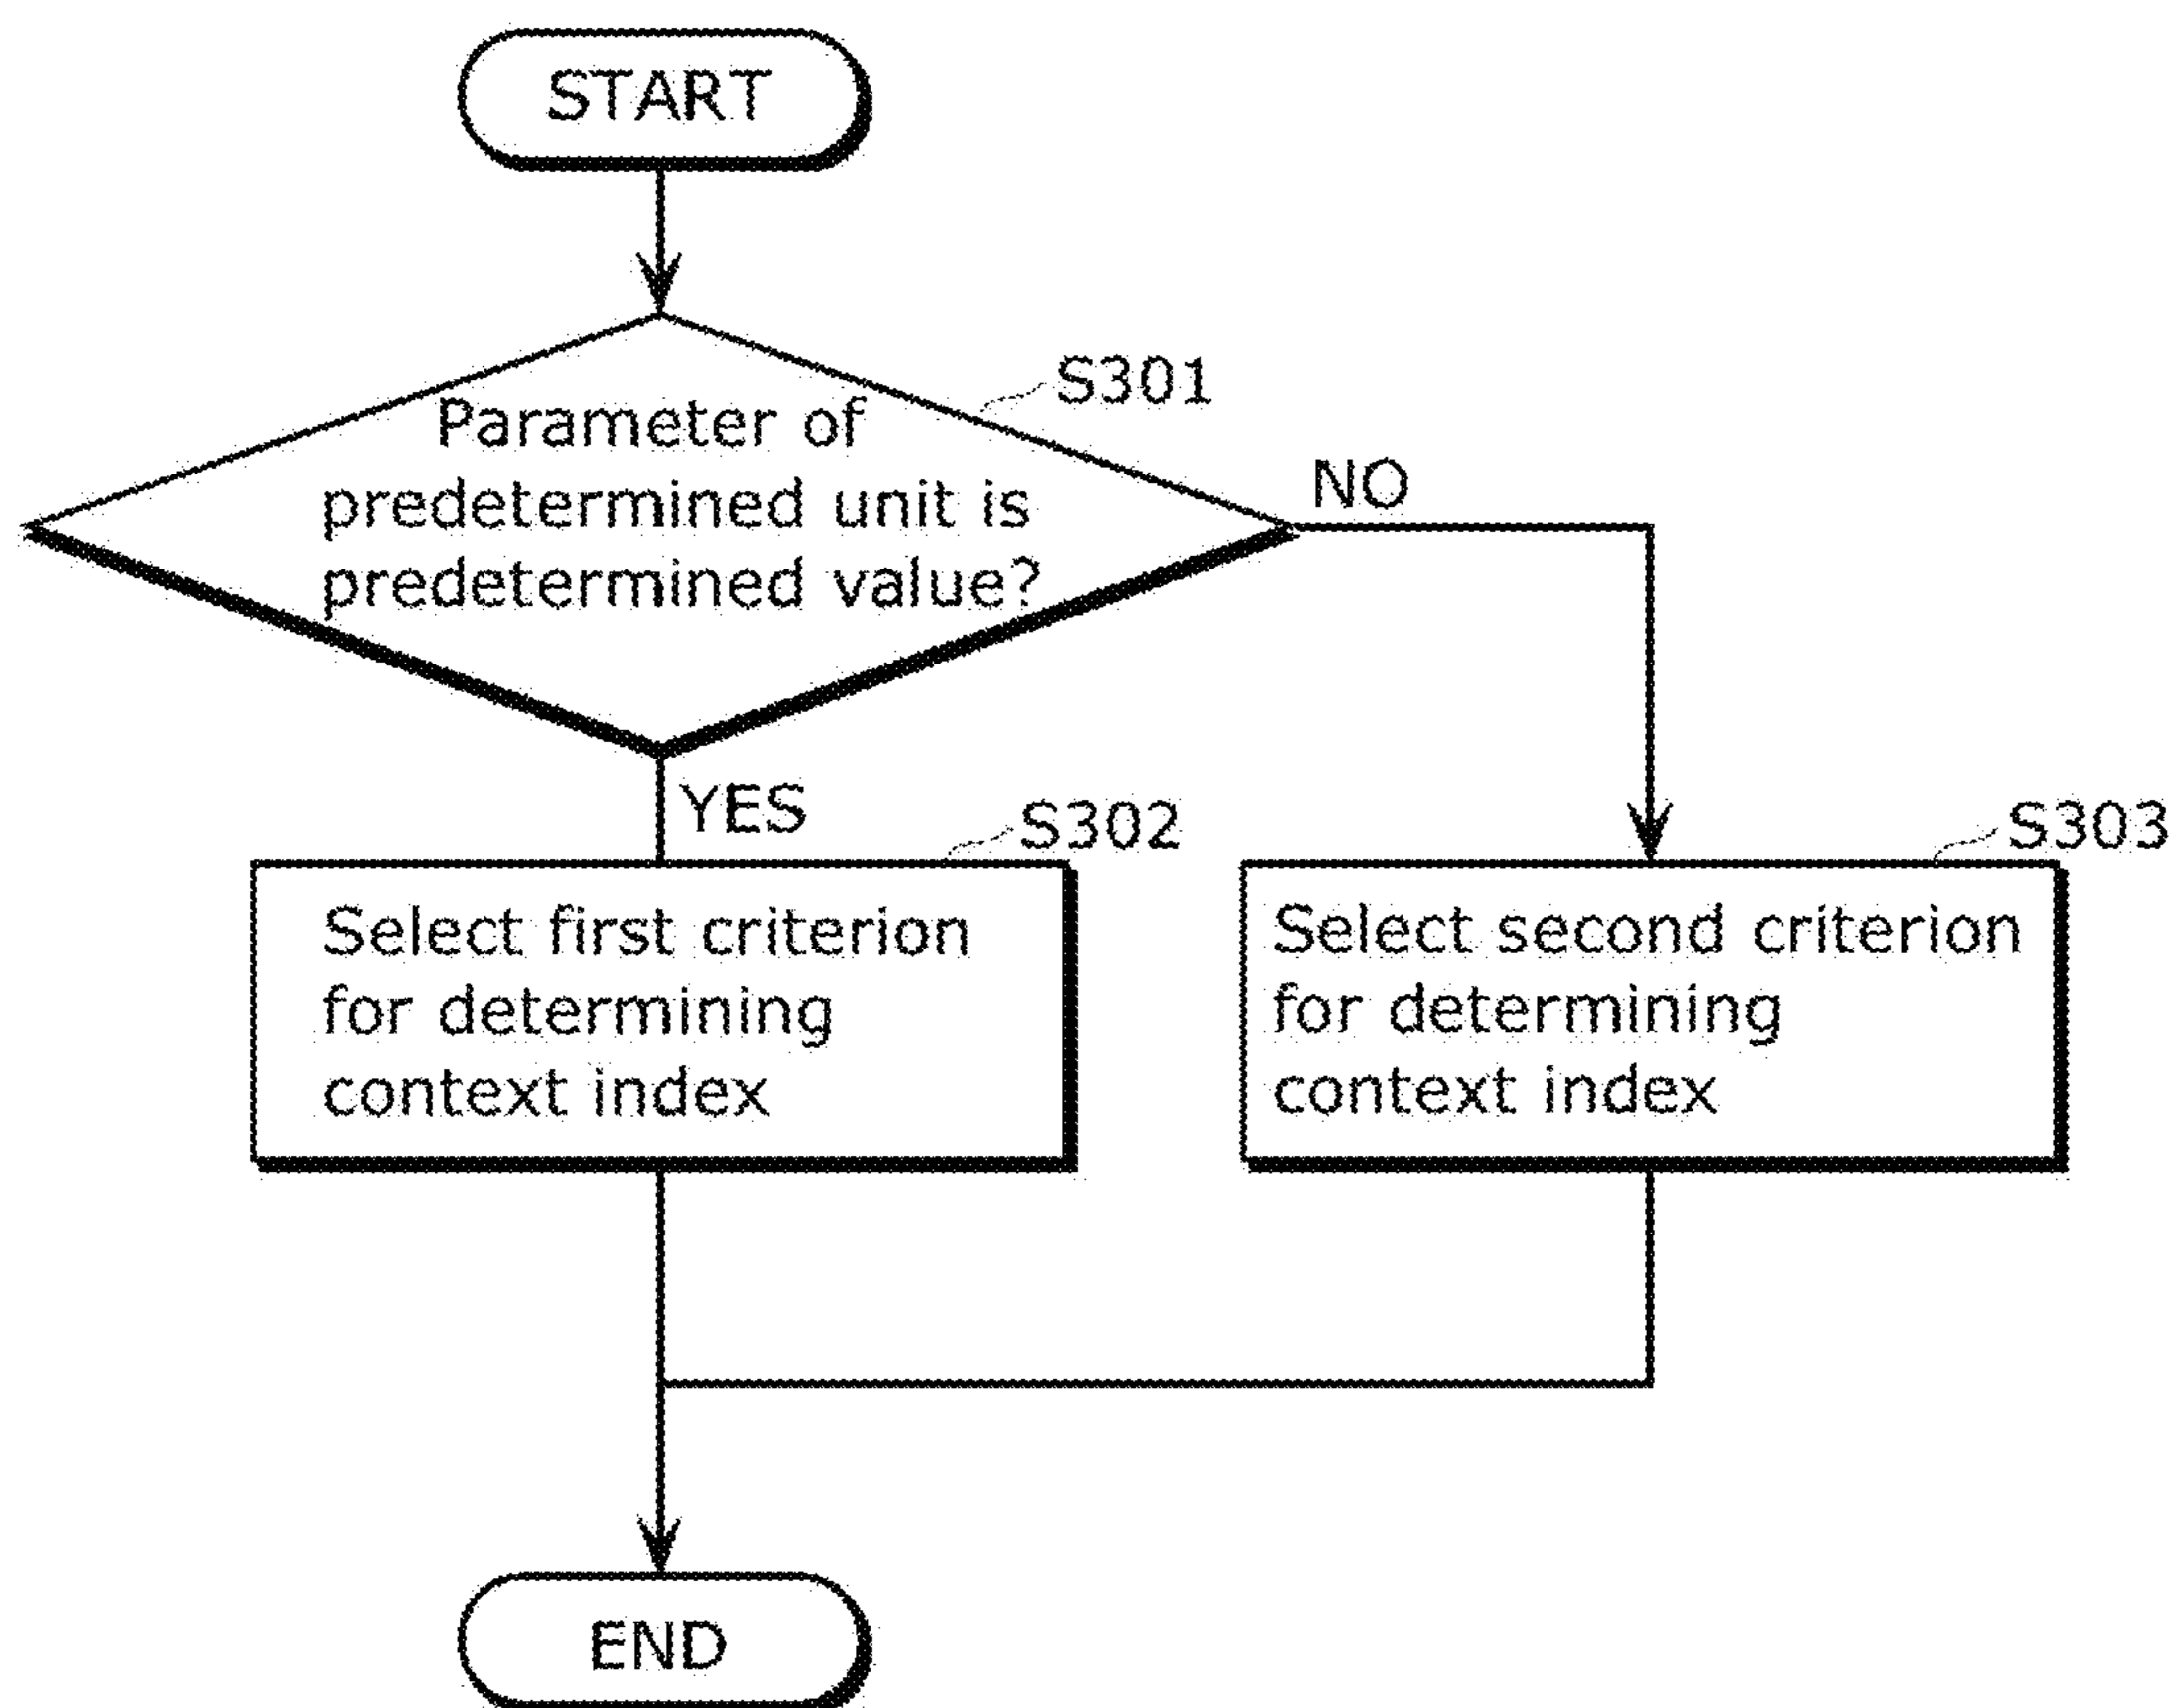 START
S301
Parameter of
predetermined unit is
predetermined value?
NO
YES
S302
Select first criterion
for determining
context index
S303
Select second criterion
for determining
context index
END